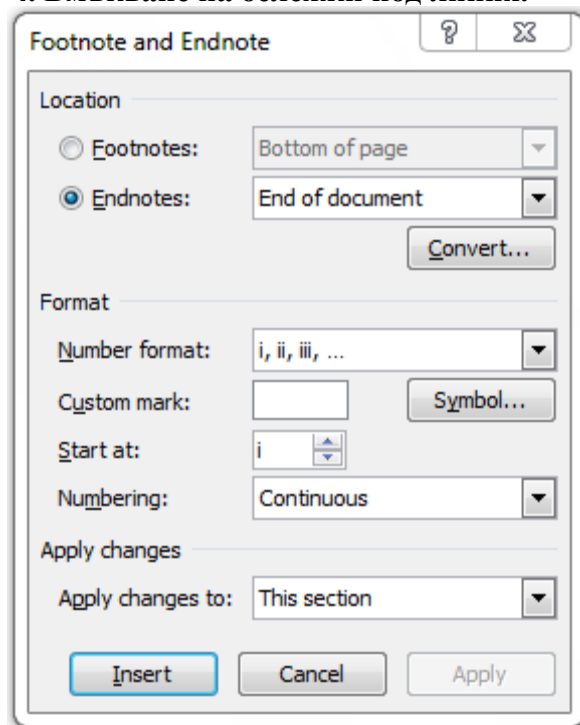 Footnote and Endnote
Location
Footnotes: Bottom of page
Endnotes: End of document
Convert...
Format
Number format: i, ii, iii, ...
Custom mark: Symbol...
Start at: i
Numbering: Continuous
Apply changes
Apply changes to: This section
Insert Cancel Apply